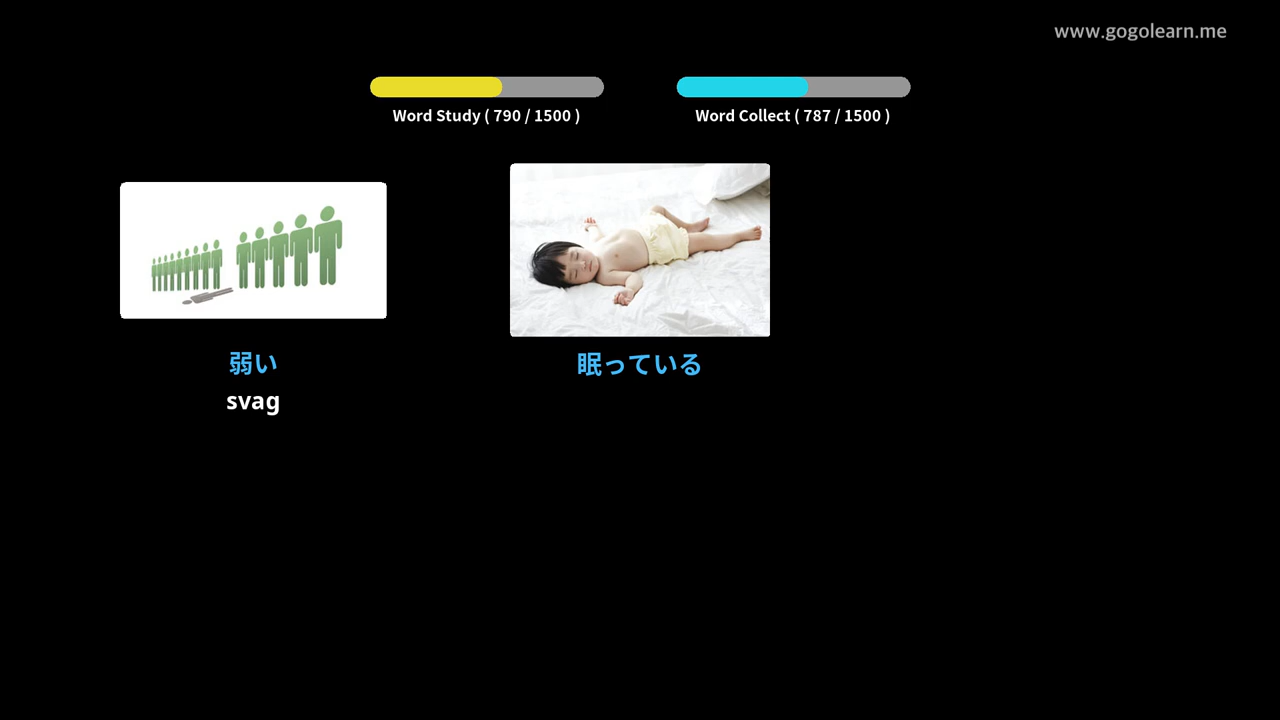 www.gogolearn.me
Word Study ( 790 / 1500 )
Word Collect ( 787 / 1500 )
弱い
svag
眠っている